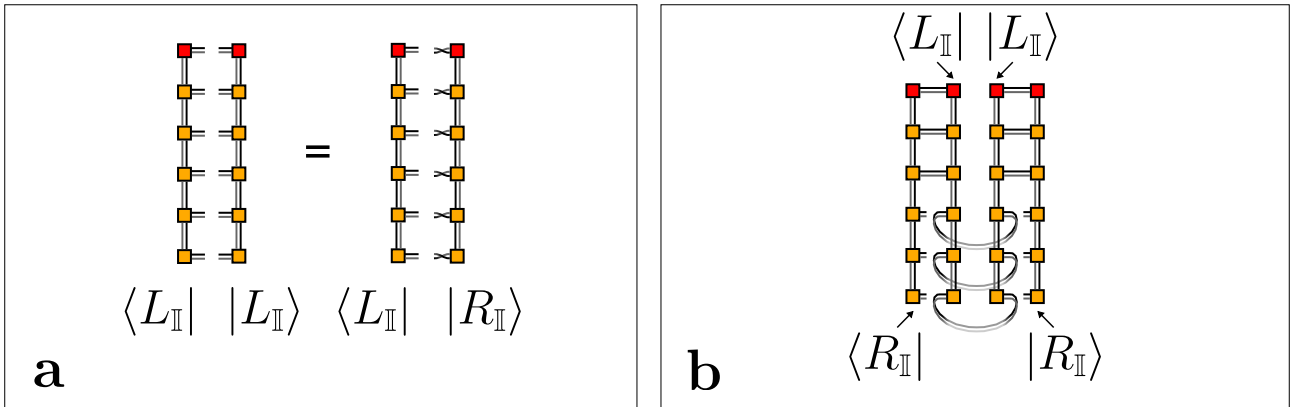 =
⟨L𝕀| |L𝕀⟩ ⟨L𝕀| |R𝕀⟩
a
⟨L𝕀| |L𝕀⟩
⟨R𝕀| |R𝕀⟩
b